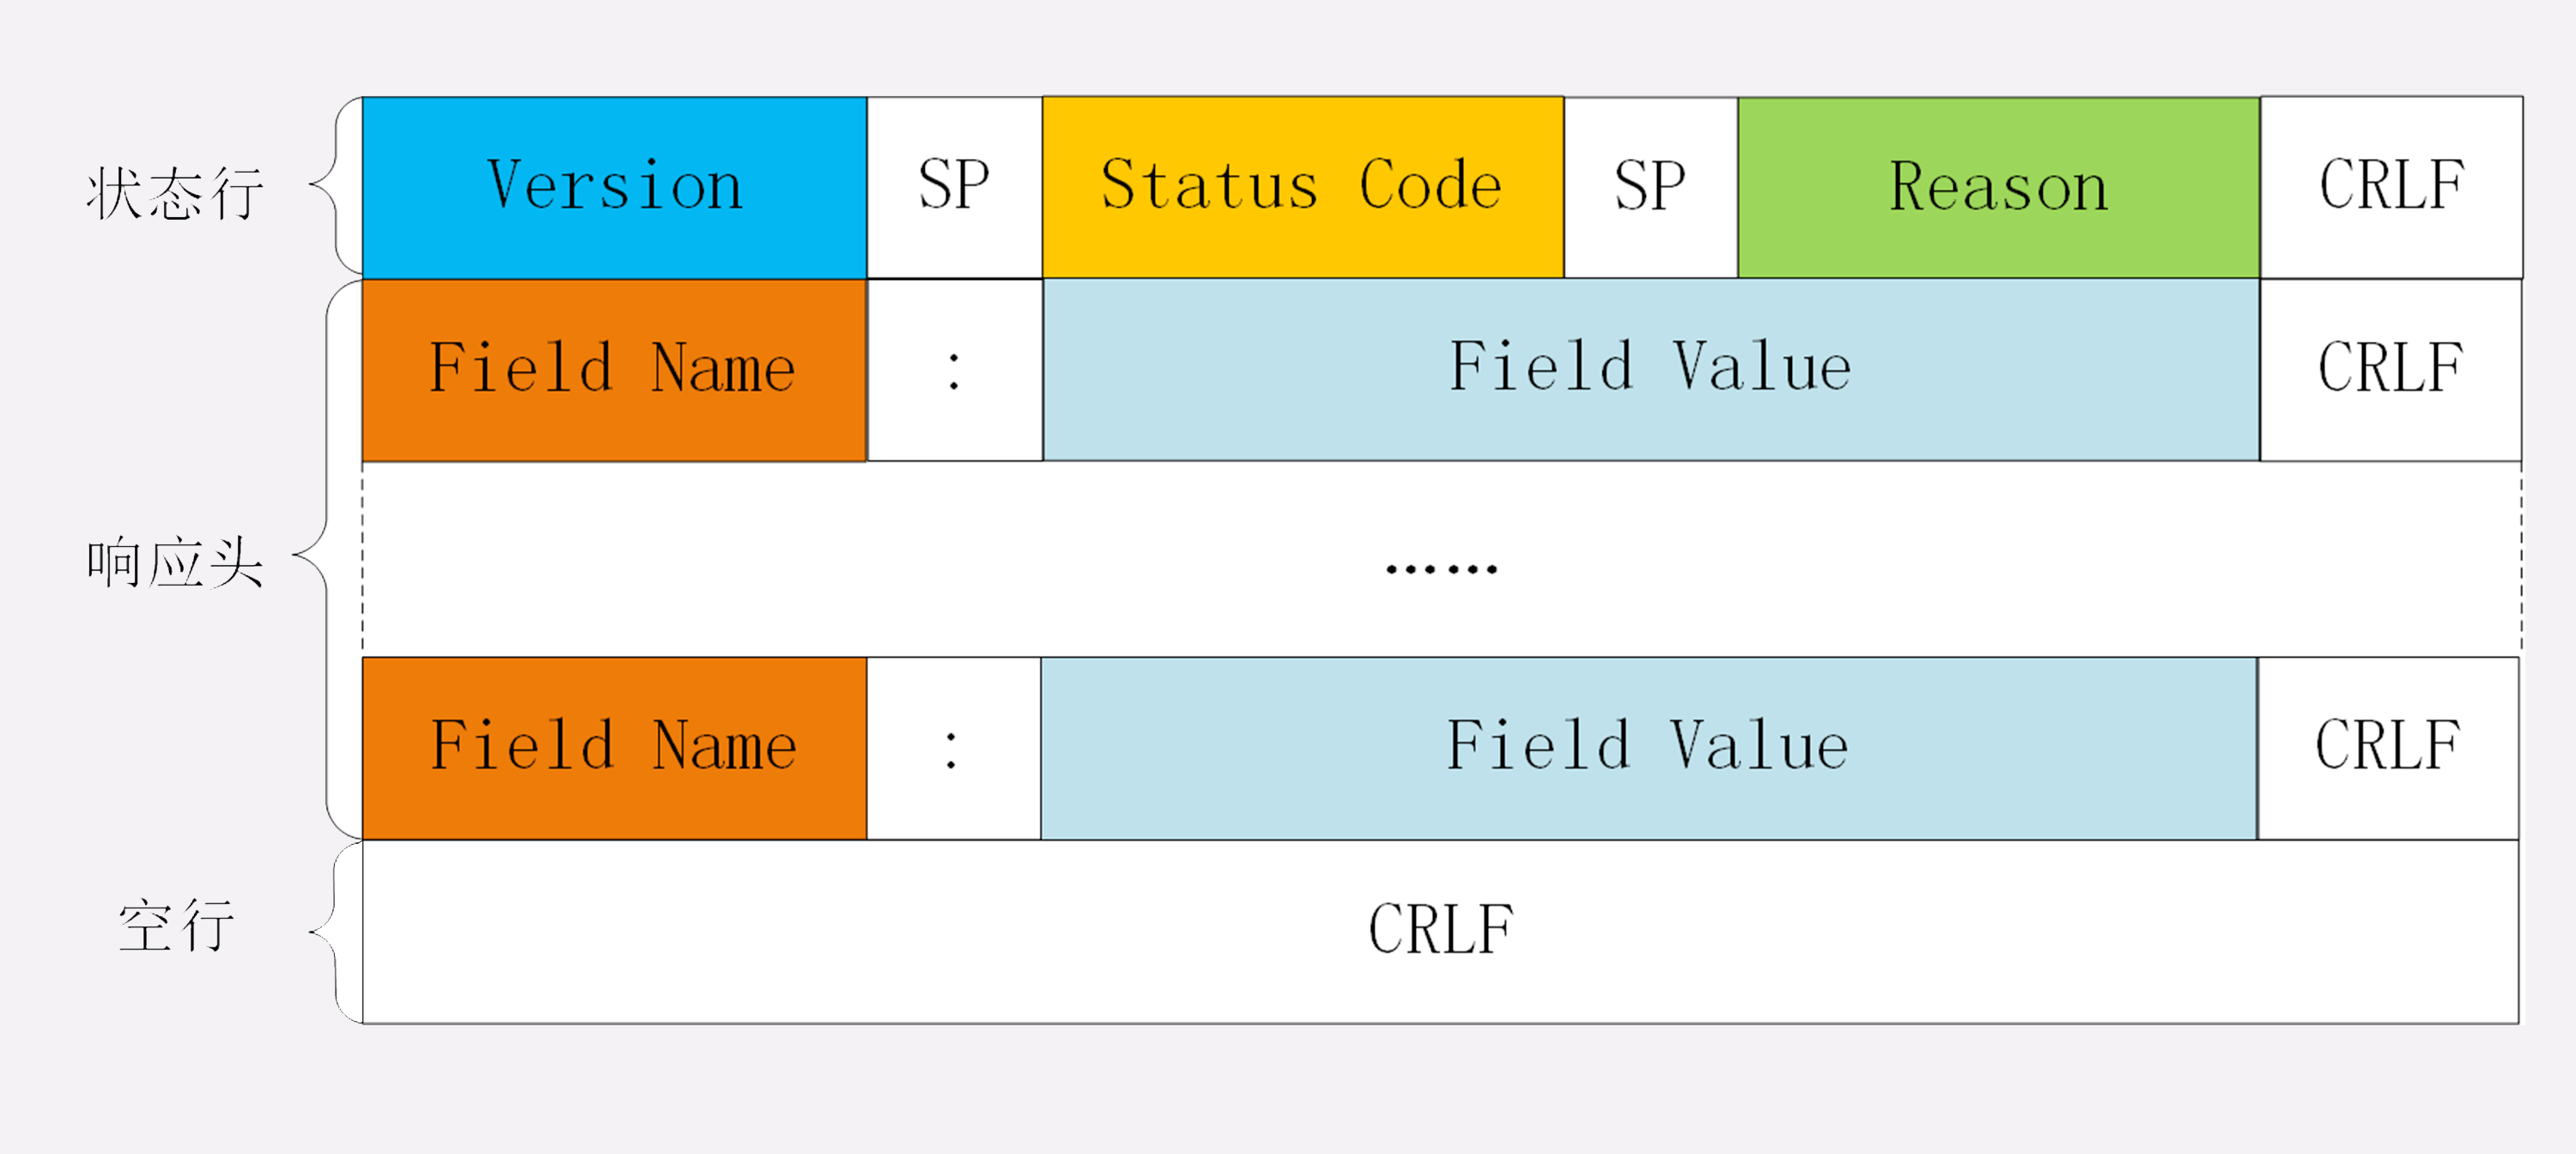 状态行 Version SP Status Code SP Reason CRLF
Field Name : Field Value CRLF
响应头 ……
Field Name : Field Value CRLF
空行 CRLF